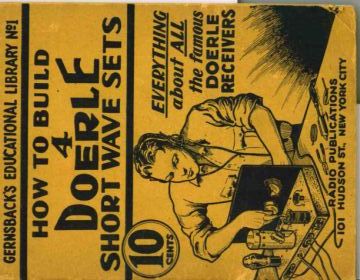 GERNSBACK'S EDUCATIONAL LIBRARY No1
HOW TO BUILD
4
DOERLE
SHORT WAVE SETS
EVERYTHING
about ALL
the famous
DOERLE
RECEIVERS
10
CENTS
RADIO PUBLICATIONS
101 HUDSON ST., NEW YORK CITY